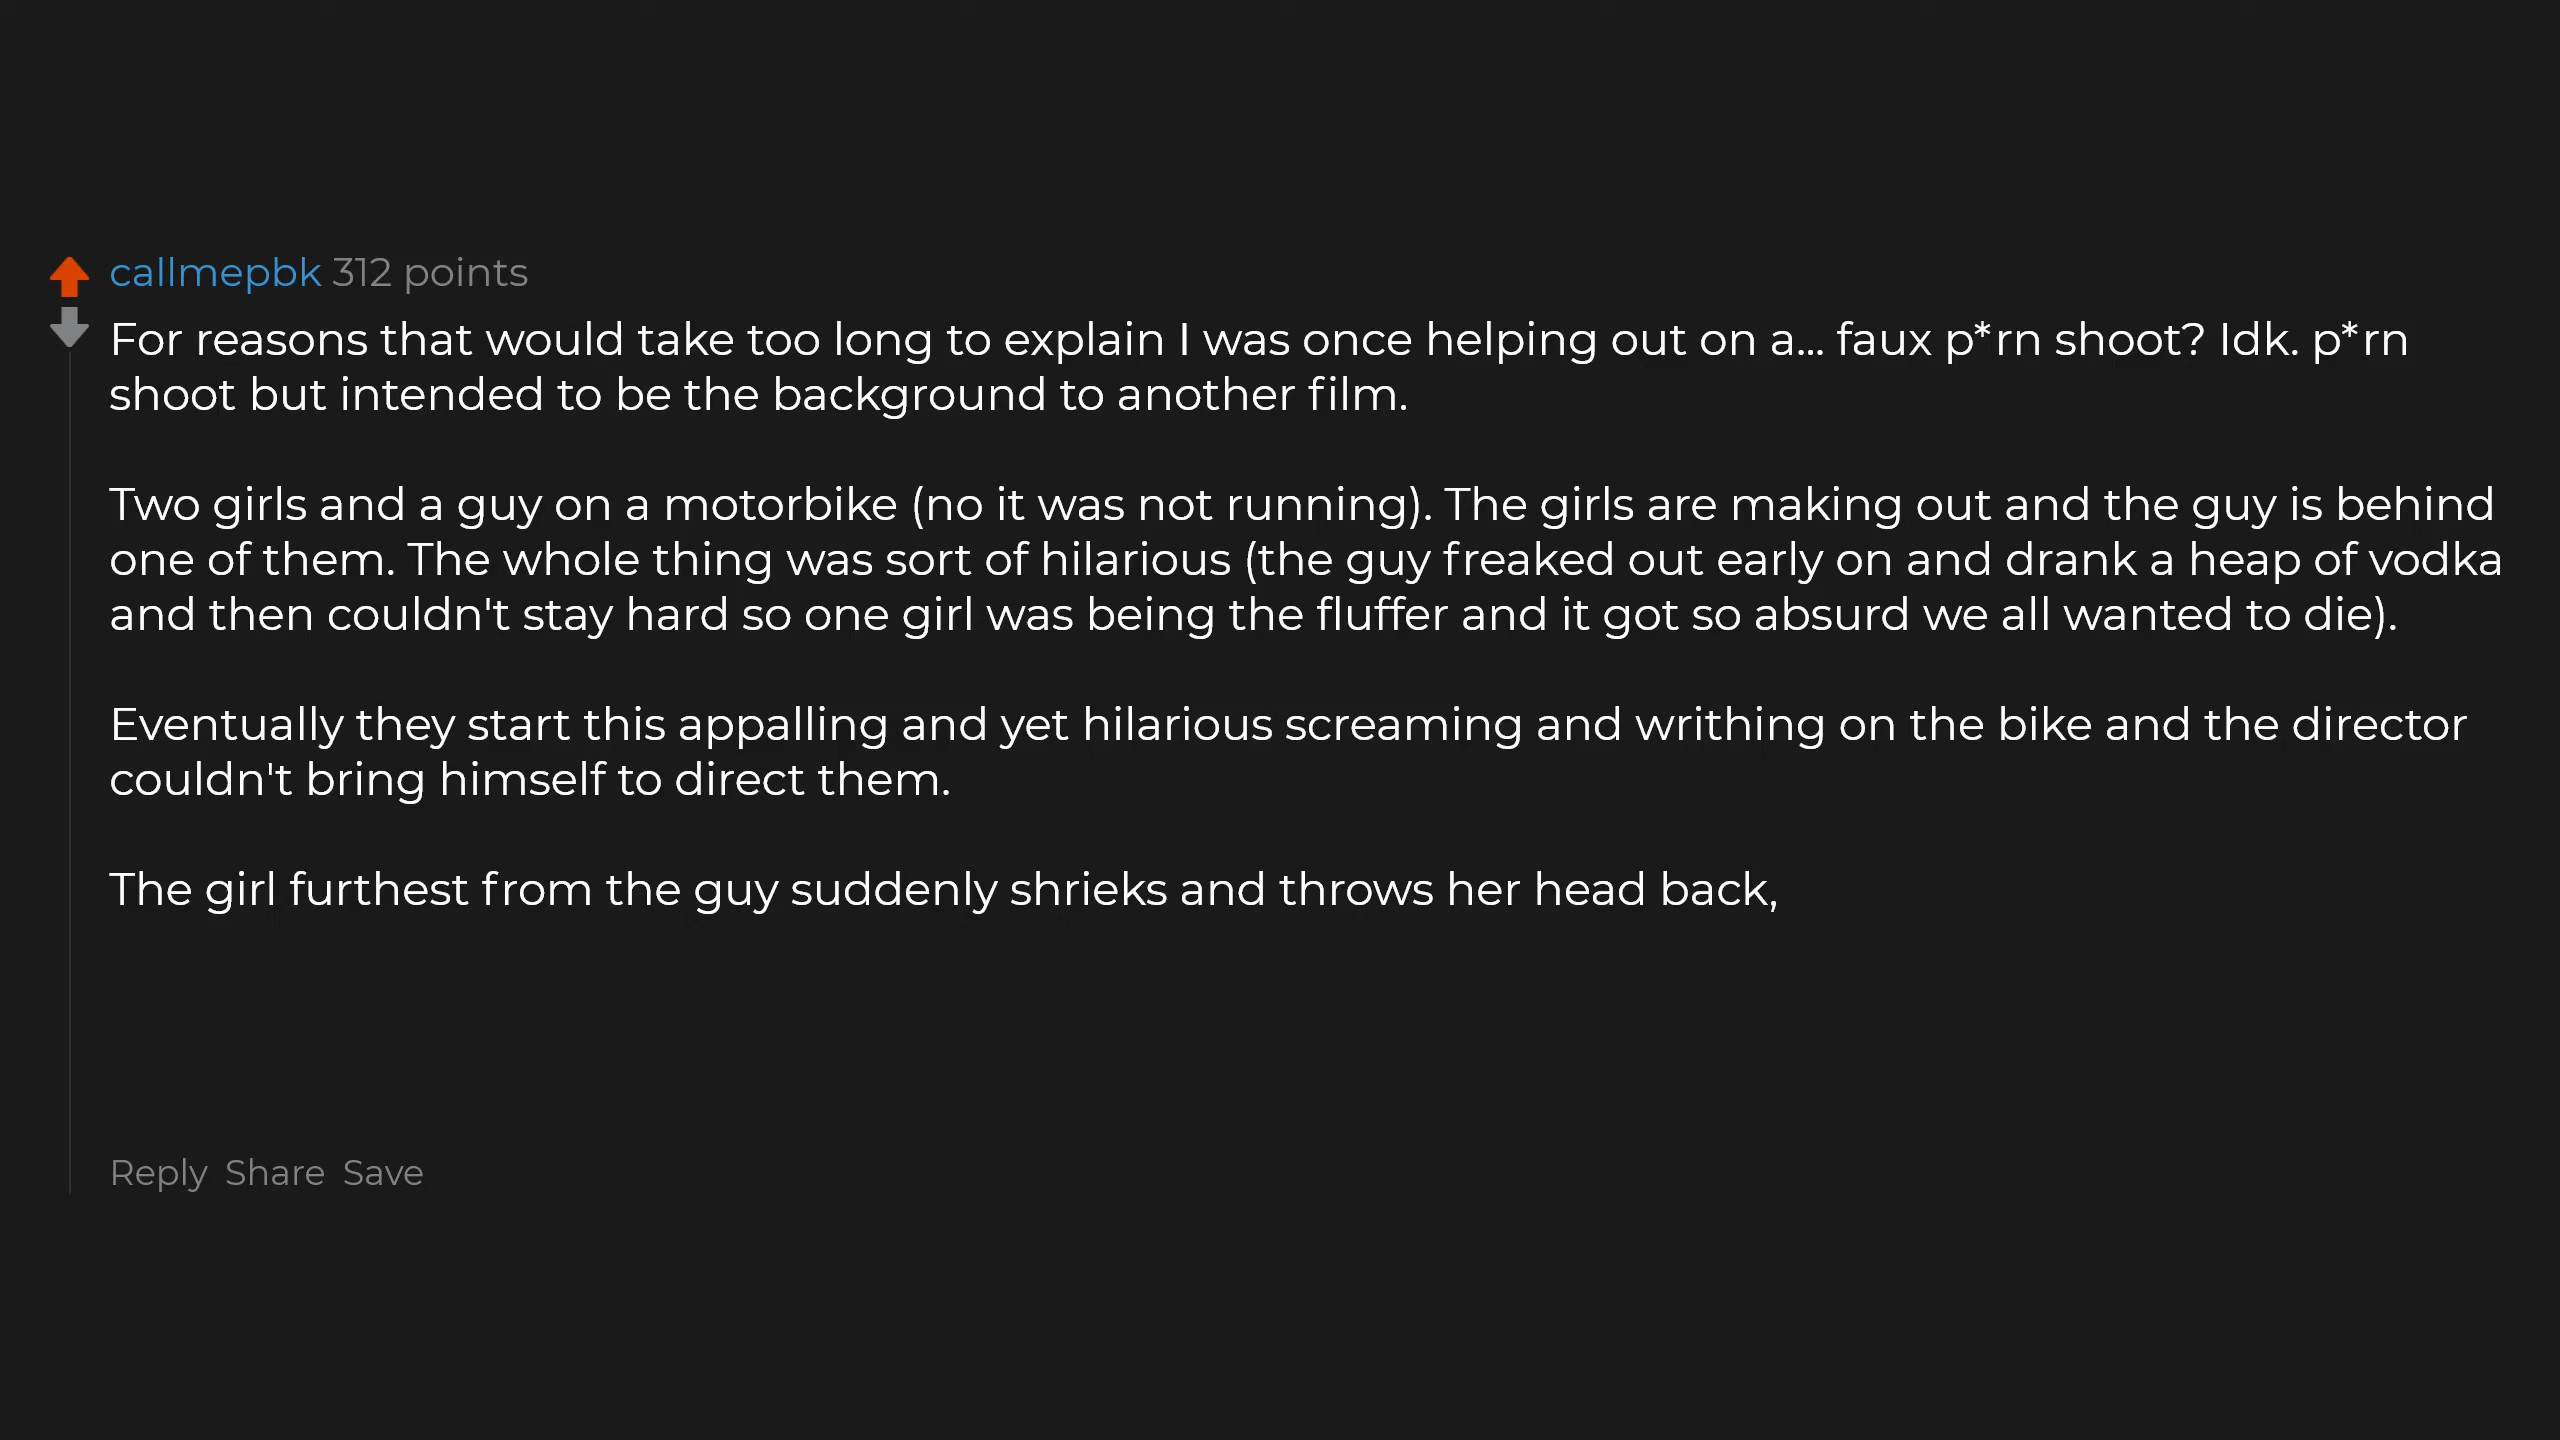 callmepbk 312 points
For reasons that would take too long to explain I was once helping out on a... faux p*rn shoot? Idk. p*rn
shoot but intended to be the background to another film.
Two girls and a guy on a motorbike (no it was not running). The girls are making out and the guy is behind
one of them. The whole thing was sort of hilarious (the guy freaked out early on and drank a heap of vodka
and then couldn't stay hard so one girl was being the fluffer and it got so absurd we all wanted to die).
Eventually they start this appalling and yet hilarious screaming and writhing on the bike and the director
couldn't bring himself to direct them.
The girl furthest from the guy suddenly shrieks and throws her head back,
Reply Share Save